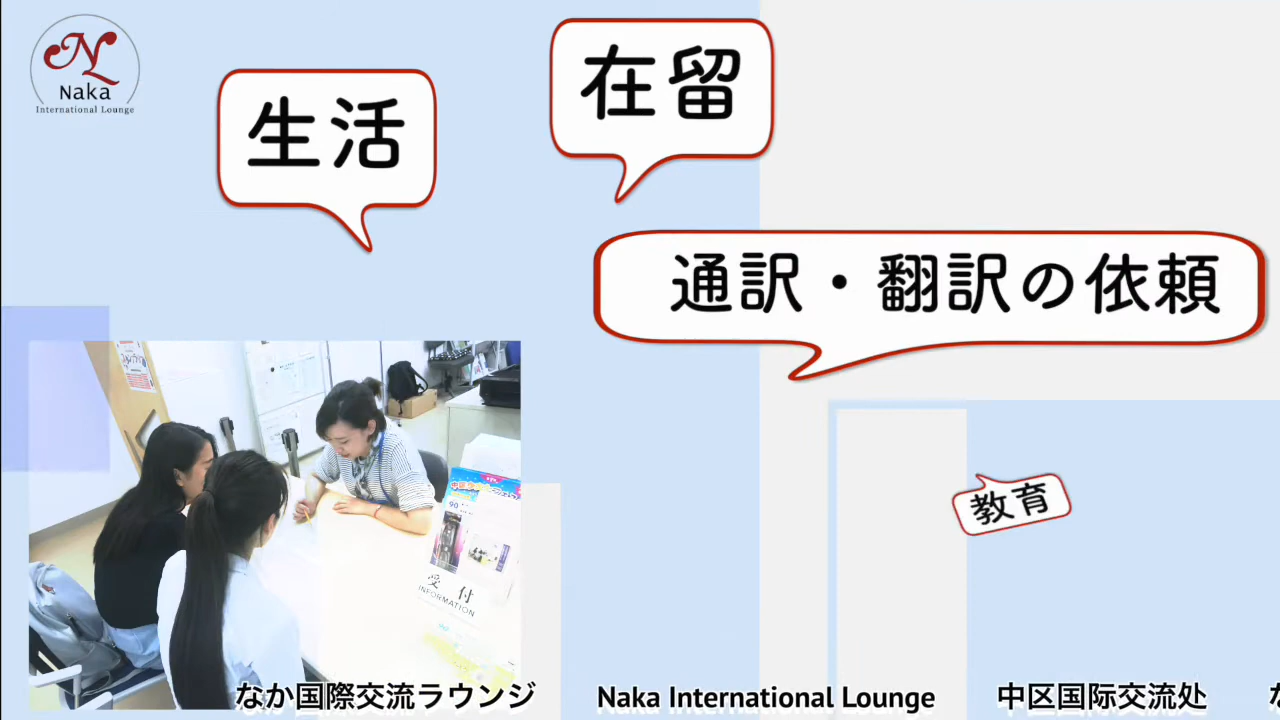 N
Naka
International Lounge
生活
在留
通訳・翻訳の依頼
教育
90
受付
INFORMATION
なか国際交流ラウンジ
Naka International Lounge
中区国际交流处
な